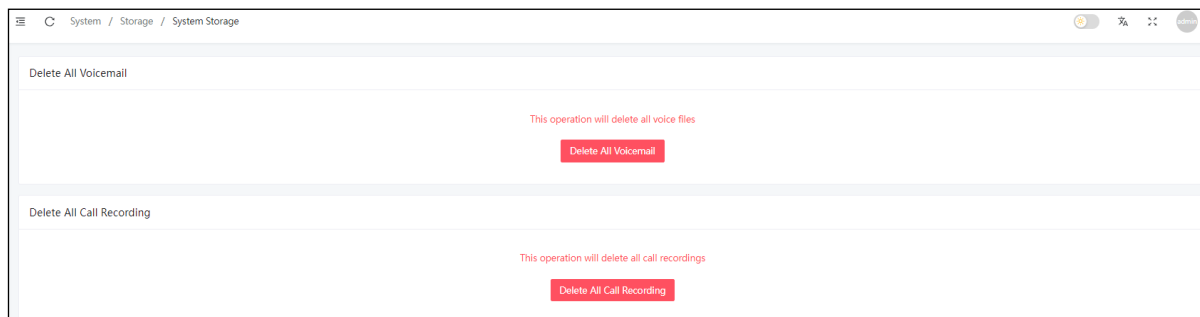 System / Storage / System Storage
admin
Delete All Voicemail
This operation will delete all voice files
Delete All Voicemail
Delete All Call Recording
This operation will delete all call recordings
Delete All Call Recording